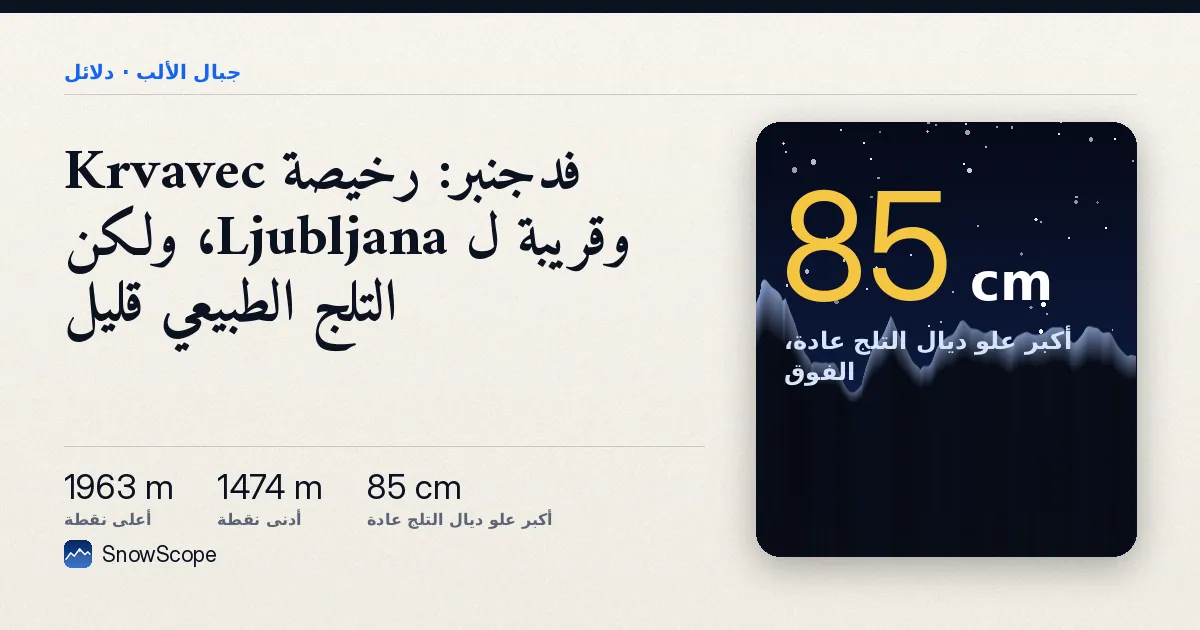 جبال الألب · دلائل
فدجنبر: رخيصة Krvavec
وقريبة ل Ljubljana، ولكن
التلج الطبيعي قليل
85 cm
أكبر علو ديال التلج عادة،
الفوق
1963 m
أعلى نقطة
1474 m
أدنى نقطة
85 cm
أكبر علو ديال التلج عادة
SnowScope